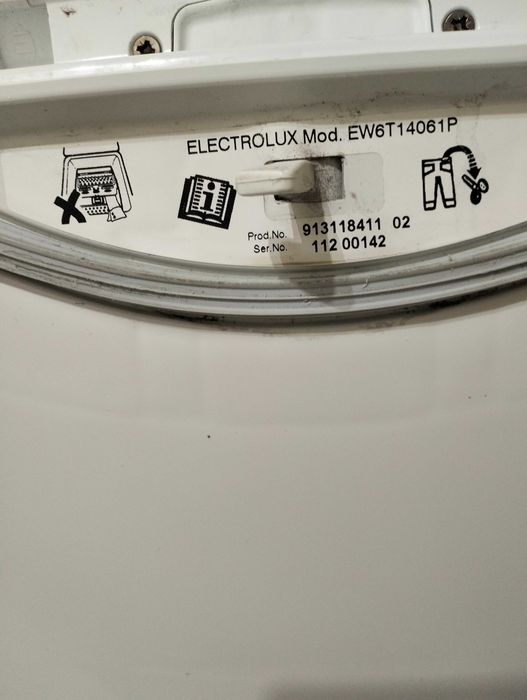 ELECTROLUX Mod. EW6T14061P
Prod.No. 913118411 02
Ser.No. 112 00142